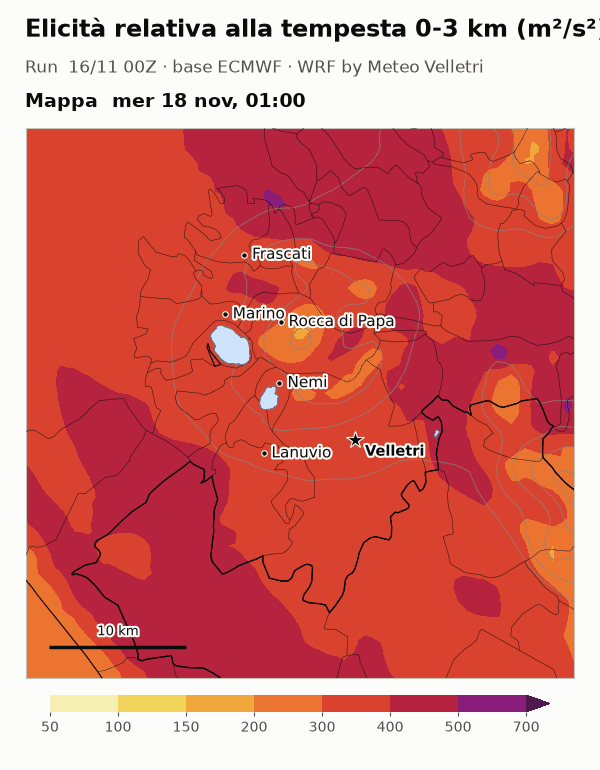 Elicità relativa alla tempesta 0-3 km (m²/s²)
Run  16/11 00Z · base ECMWF · WRF by Meteo Velletri
Mappa  mer 18 nov, 01:00
Frascati
Marino
Rocca di Papa
Nemi
Velletri
Lanuvio
10 km
50 100 150 200 300 400 500 700